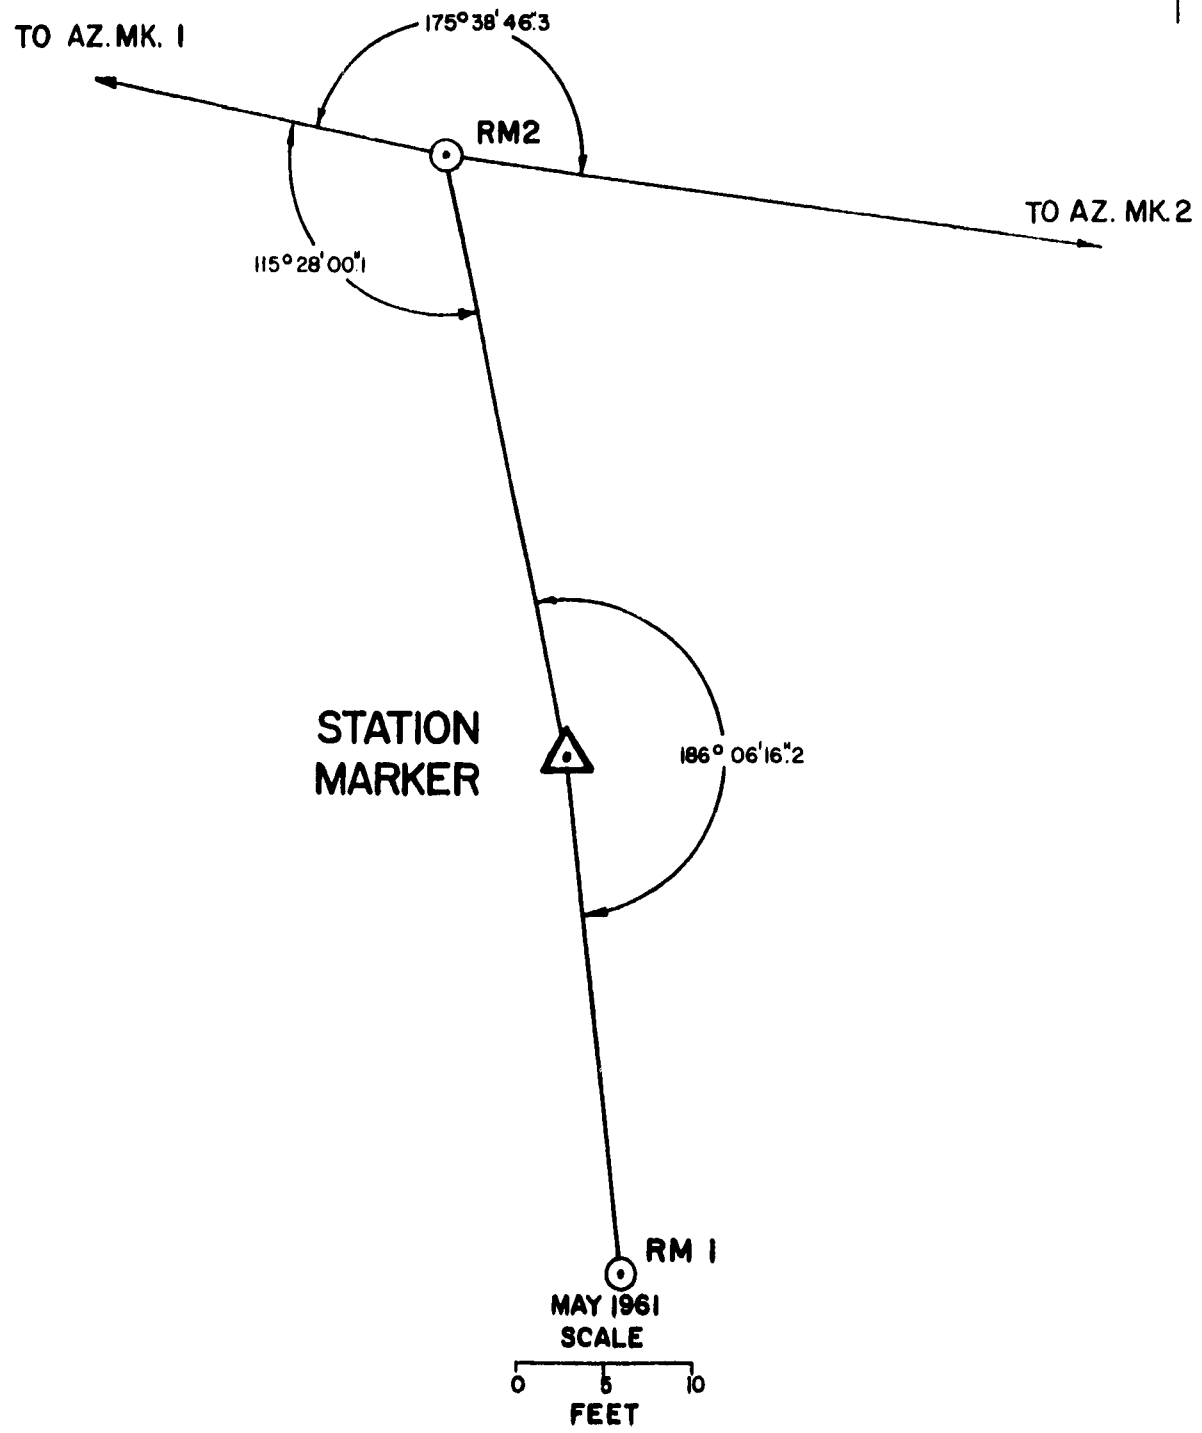 175° 38' 46".3
TO AZ. MK. 1
RM2
TO AZ. MK. 2
115° 28' 00".1
STATION
MARKER
186° 06' 16".2
RM 1
MAY 1961
SCALE
0 5 10
FEET